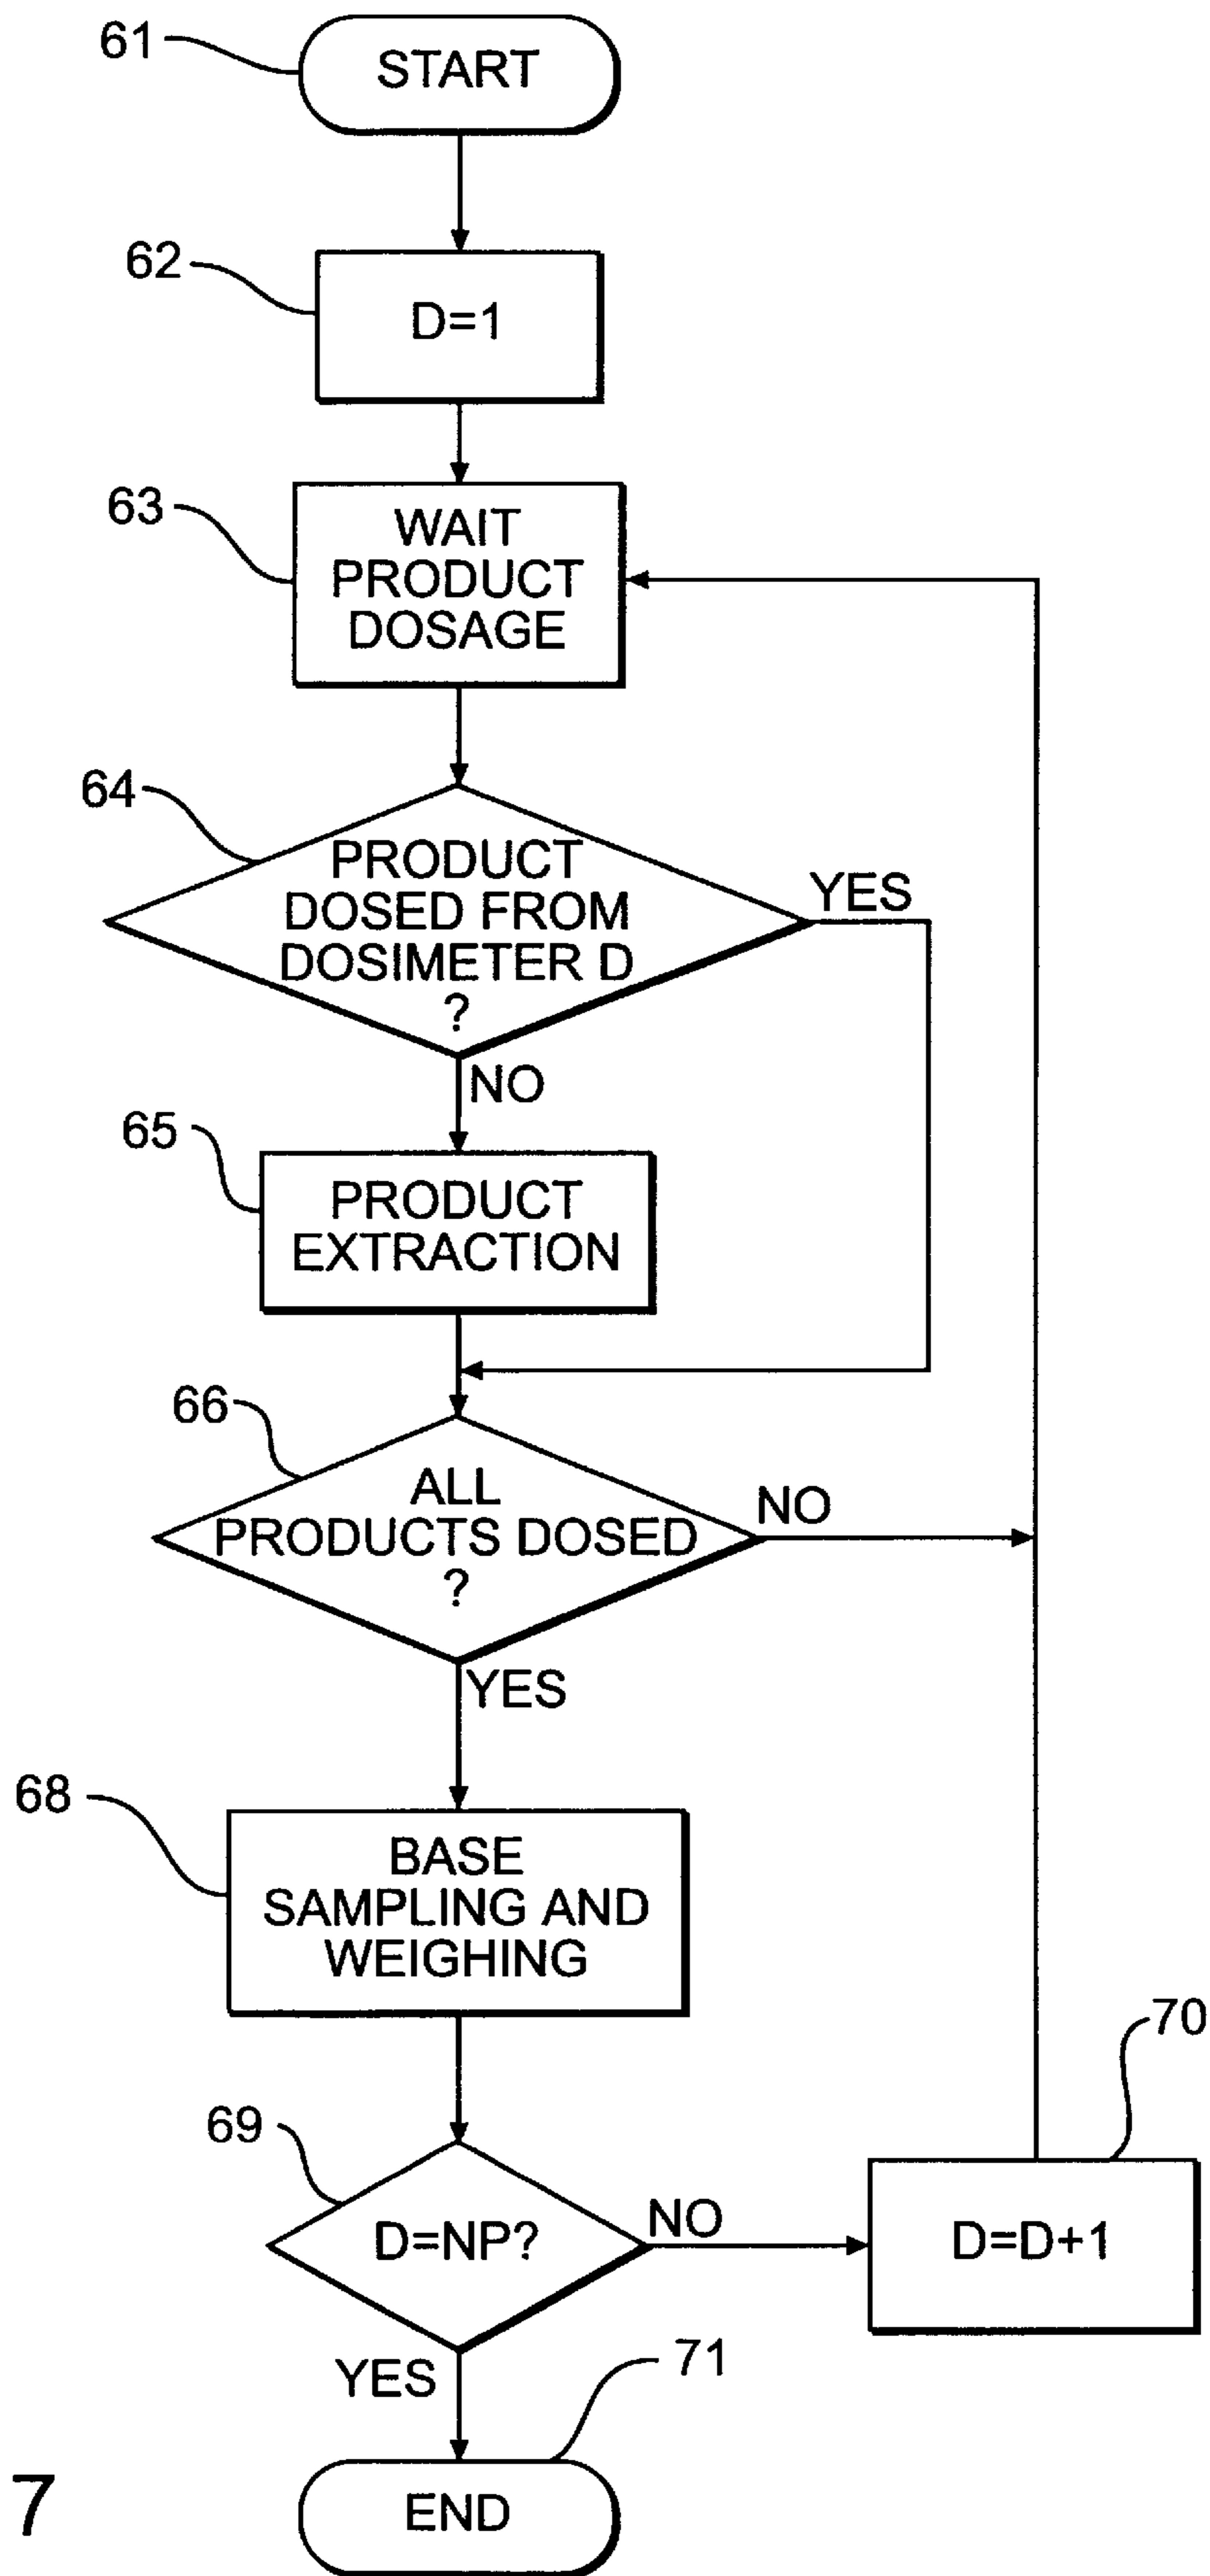 61
START
62
D=1
63
WAIT
PRODUCT
DOSAGE
64
PRODUCT
DOSED FROM
DOSIMETER D
?
YES
NO
65
PRODUCT
EXTRACTION
66
ALL
PRODUCTS DOSED
?
NO
YES
68
BASE
SAMPLING AND
WEIGHING
69
D=NP?
NO
70
D=D+1
YES
71
END
7